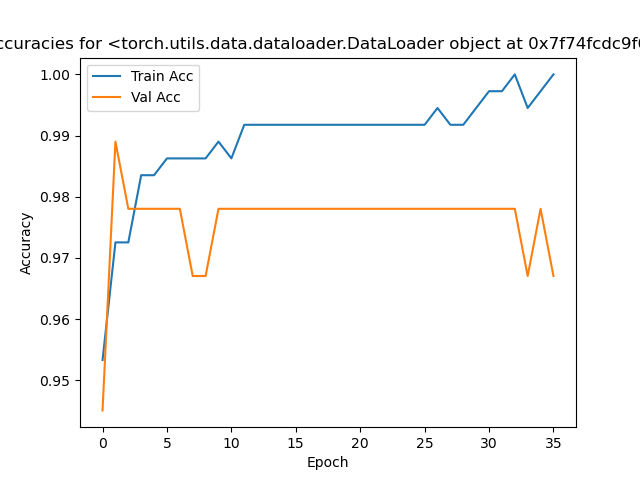 ccuracies for <torch.utils.data.dataloader.DataLoader object at 0x7f74fcdc9f
Train Acc
Val Acc
1.00
0.99
0.98
0.97
0.96
0.95
Accuracy
0 5 10 15 20 25 30 35
Epoch